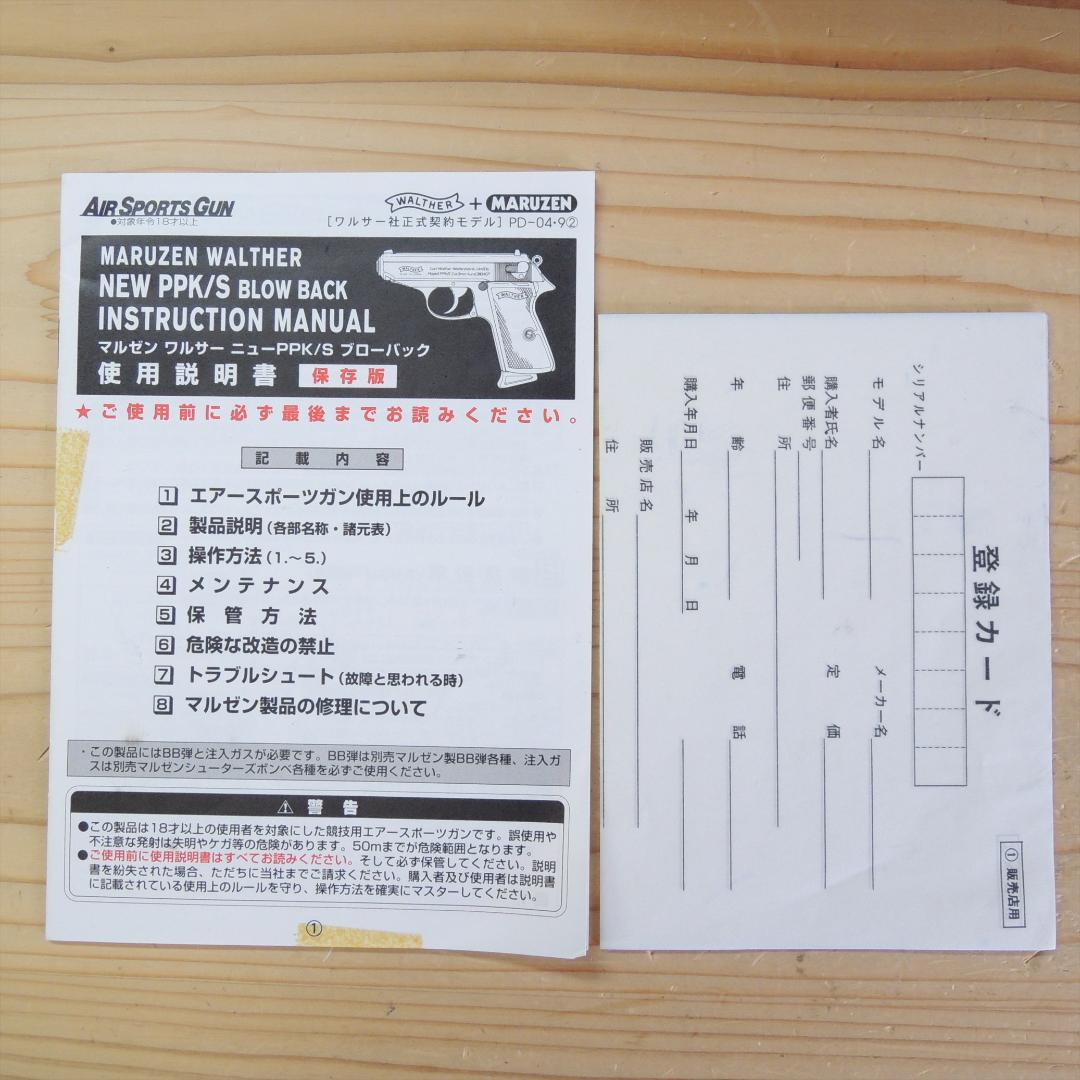 AIR SPORTS GUN
●対象年令18才以上
WALTHER + MARUZEN
[ワルサー社正式契約モデル] PD-04・9②
MARUZEN WALTHER
NEW PPK/S BLOW BACK
INSTRUCTION MANUAL
マルゼン ワルサー ニューPPK/S ブローバック
使用説明書 保存版
WALTHER
★ご使用前に必ず最後までお読みください。
記載内容
1 エアースポーツガン使用上のルール
2 製品説明(各部名称・諸元表)
3 操作方法(1.～5.)
4 メンテナンス
5 保管方法
6 危険な改造の禁止
7 トラブルシュート(故障と思われる時)
8 マルゼン製品の修理について
・この製品にはBB弾と注入ガスが必要です。BB弾は別売マルゼン製BB弾各種、注入ガ
スは別売マルゼンシューターズボンベ各種を必ずご使用ください。
⚠ 警告
●この製品は18才以上の使用者を対象にした競技用エアースポーツガンです。誤使用や
不注意な発射は失明やケガ等の危険があります。50mまでが危険範囲となります。
●ご使用前に使用説明書はすべてお読みください。そして必ず保管してください。説明
書を紛失された場合、ただちに当社までご請求ください。購入者及び使用者は説明書
に記載されている使用上のルールを守り、操作方法を確実にマスターしてください。
①
登録カード
①販売店用
シリアルナンバー
モデル名 メーカー名
購入者氏名 定価
郵便番号
住所
年齢 電話
購入年月日 年 月 日
販売店名
住所